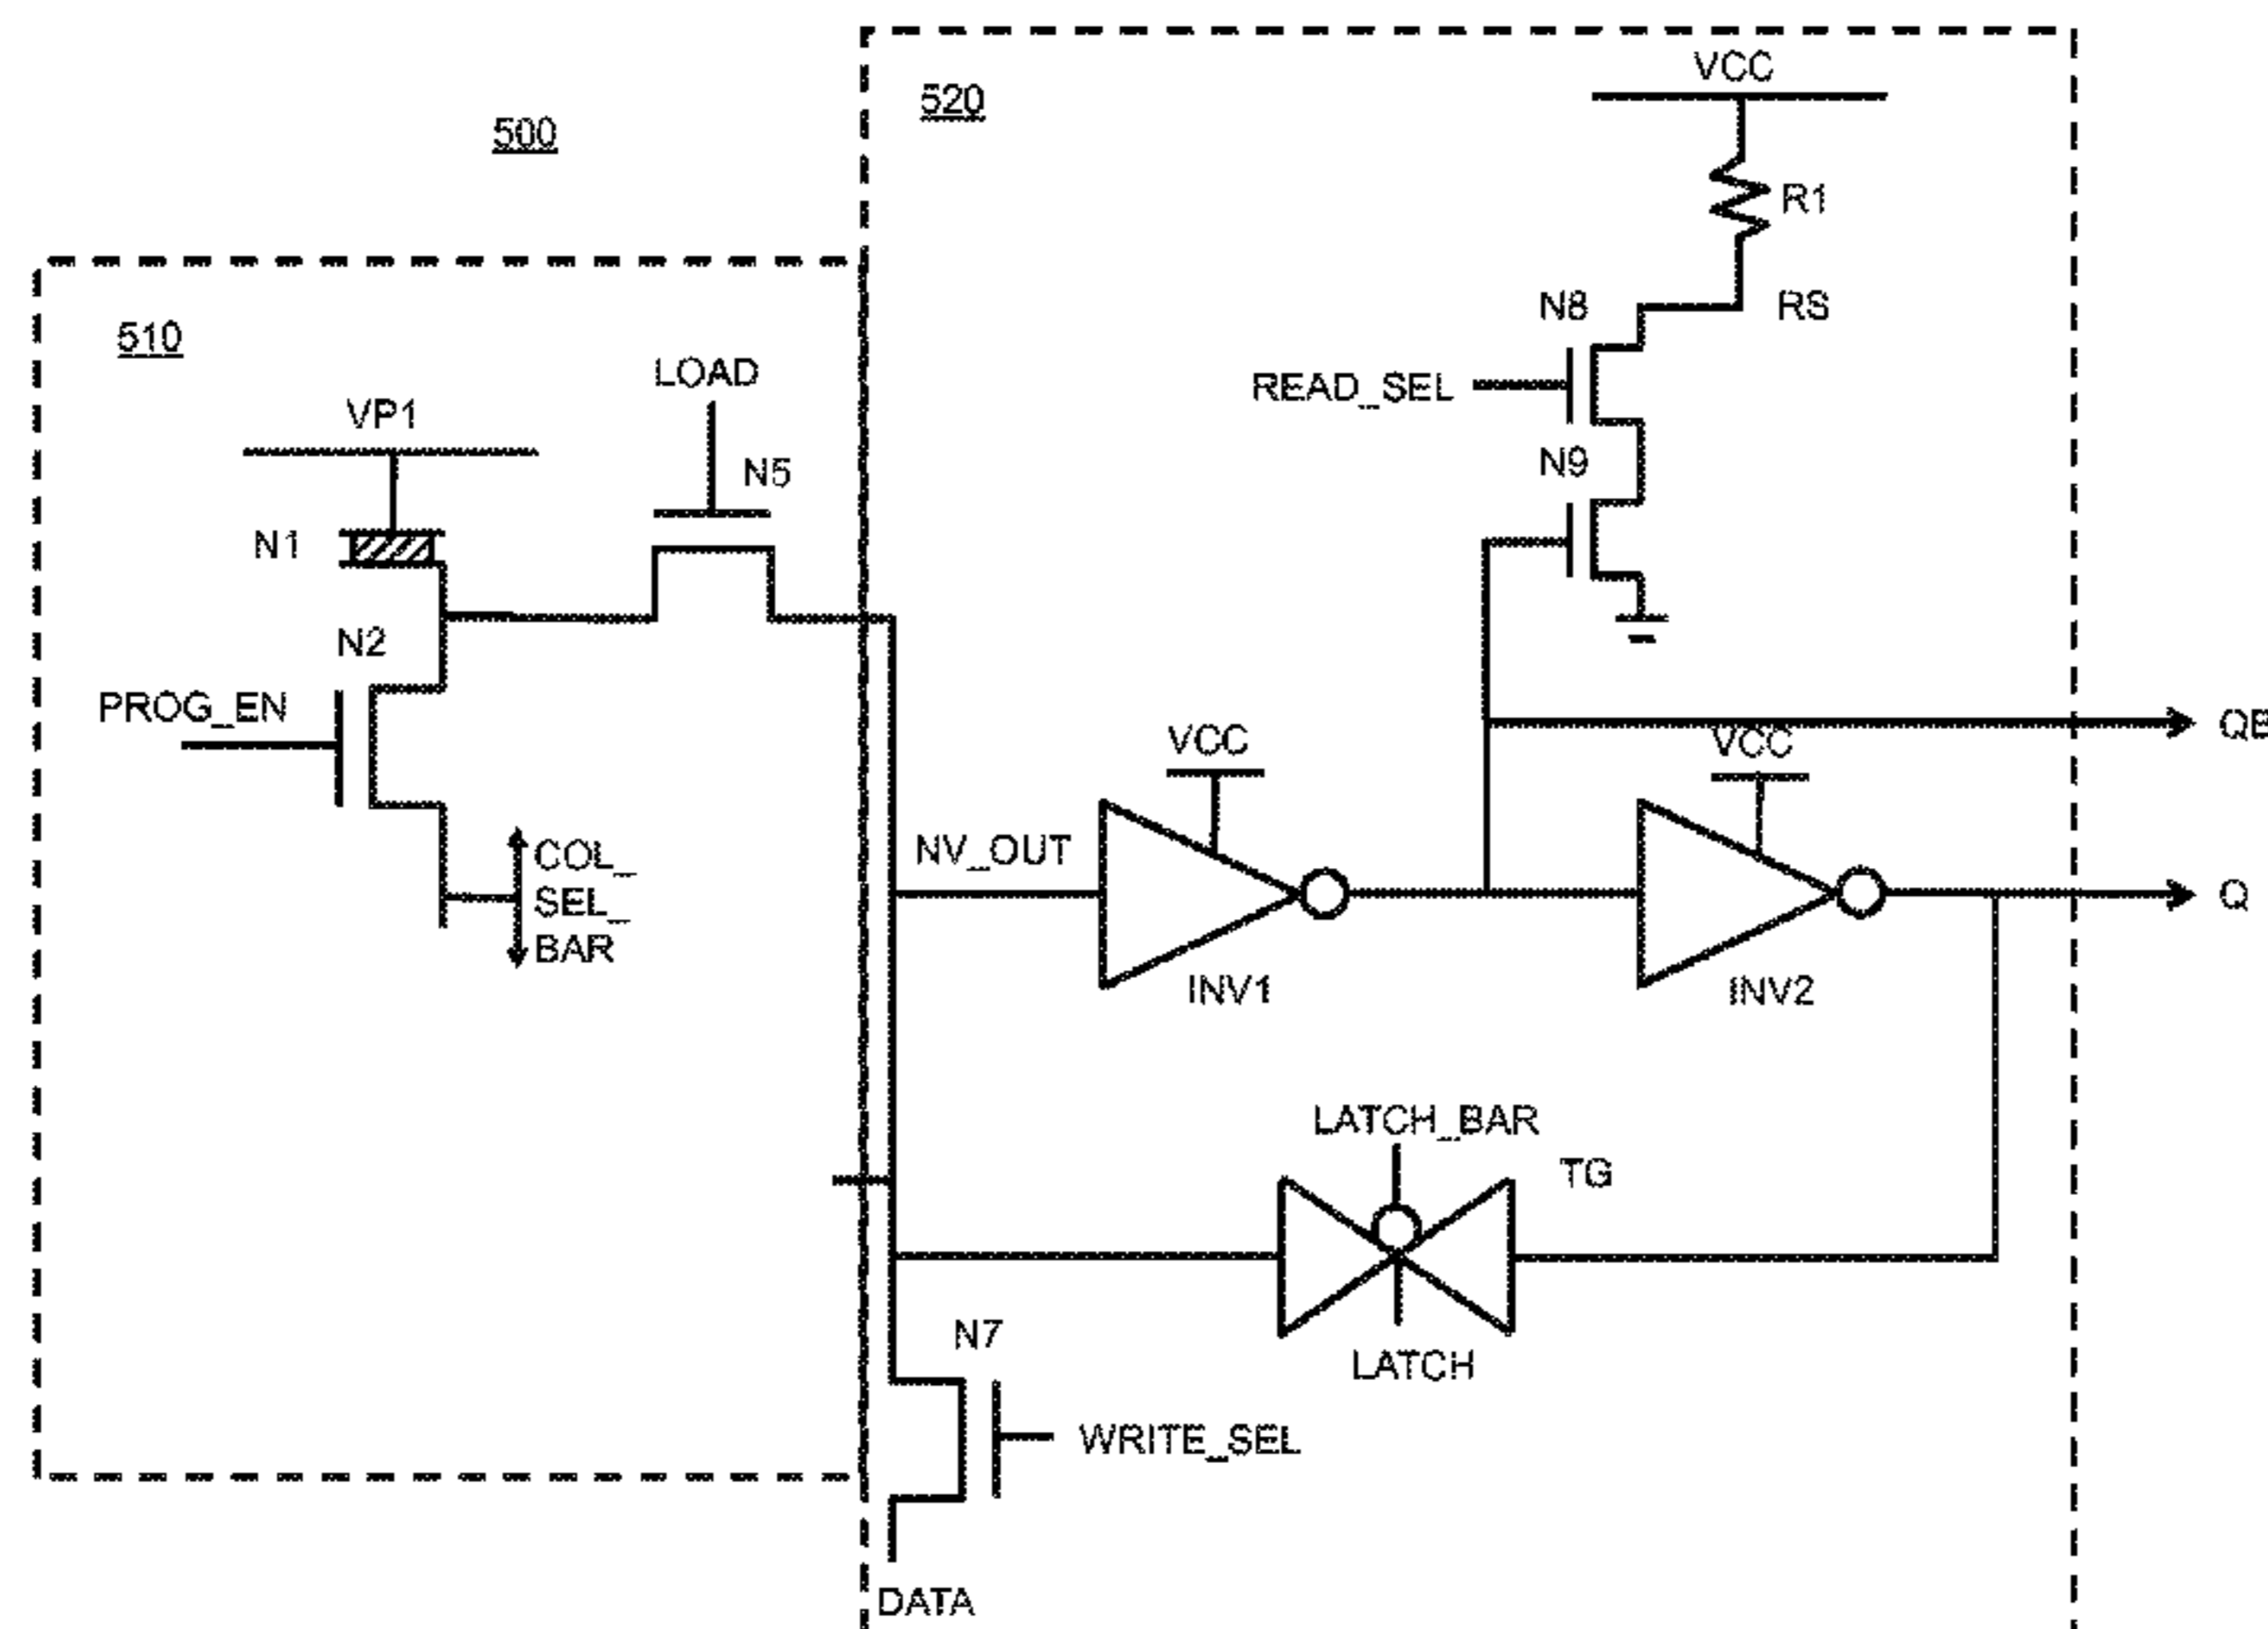 VCC
520
500
R1
N8
RS
510
LOAD
READ_SEL
VP1
N9
N5
N1
N2
PROG_EN
QB
VCC
VCC
COL_
SEL_
BAR
NV_OUT
Q
INV1
INV2
LATCH_BAR
TG
N7
LATCH
WRITE_SEL
DATA